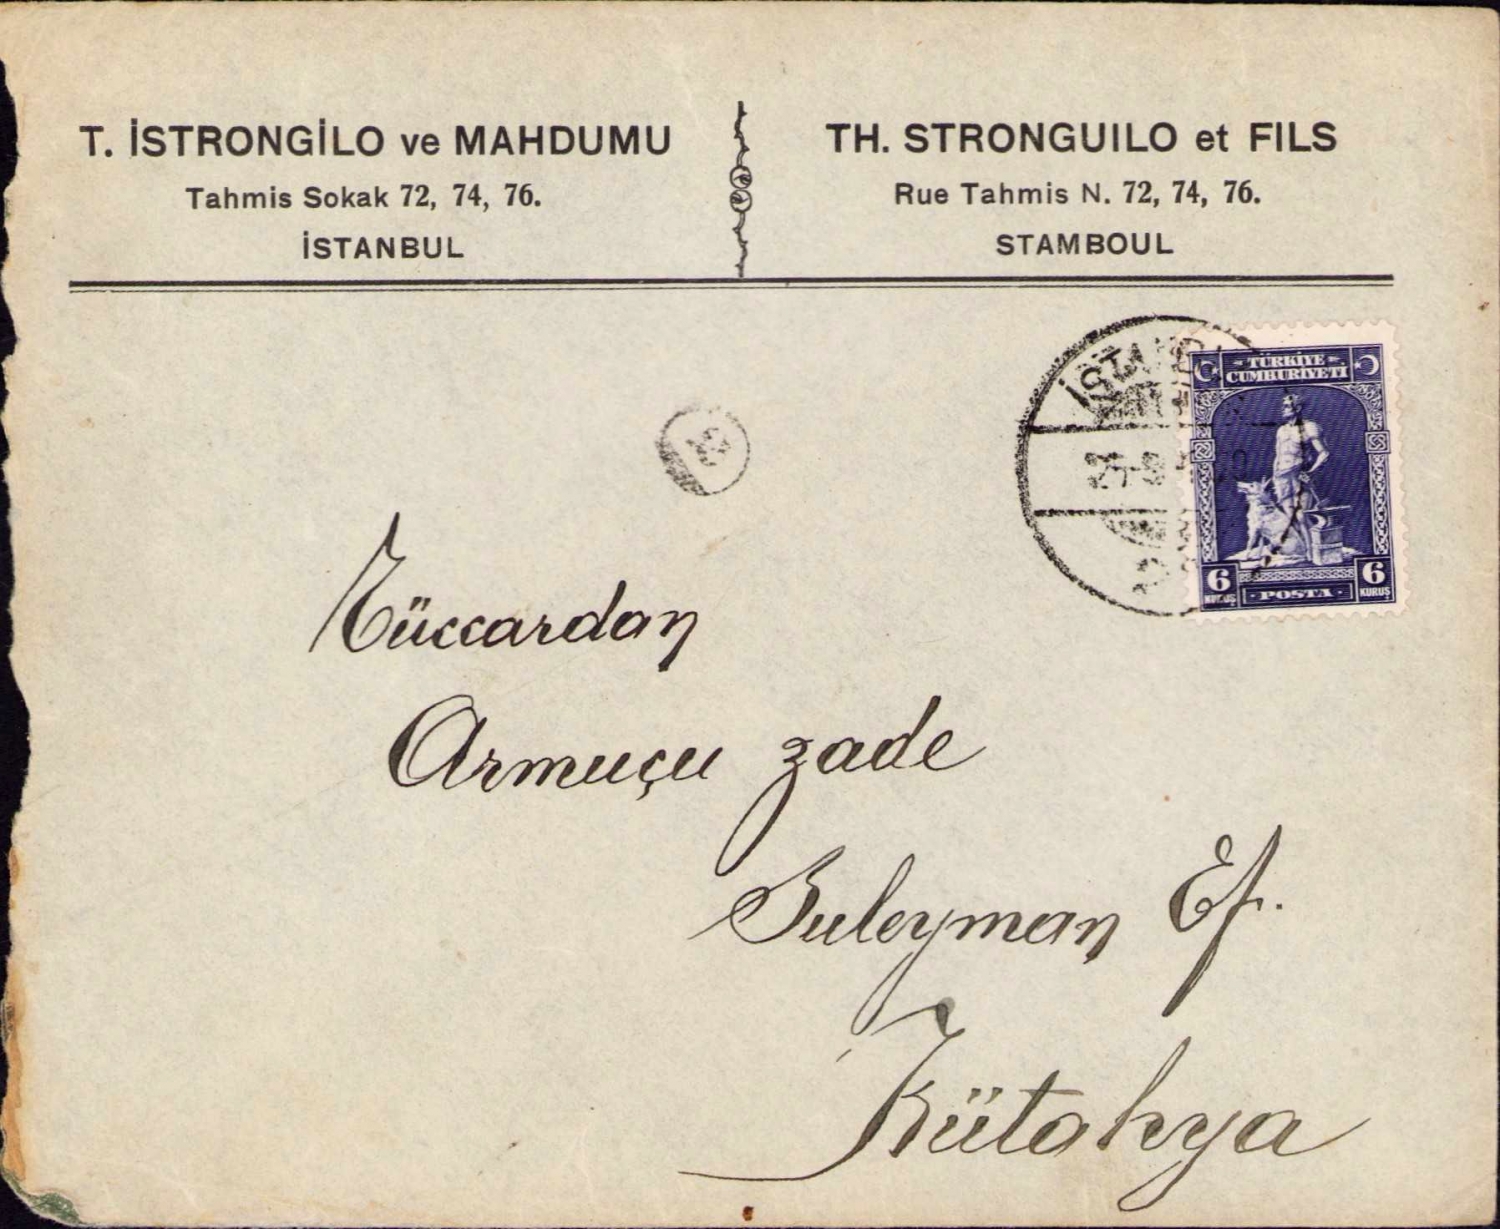 T. İSTRONGİLO ve MAHDUMU
Tahmis Sokak 72, 74, 76.
İSTANBUL
TH. STRONGUILO et FILS
Rue Tahmis N. 72, 74, 76.
STAMBOUL
TÜRKİYE
CUMHURİYETİ
6 6
KURUŞ KURUŞ
POSTA
Tüccardan
Armuçu zade
Suleyman Ef.
Kütahya